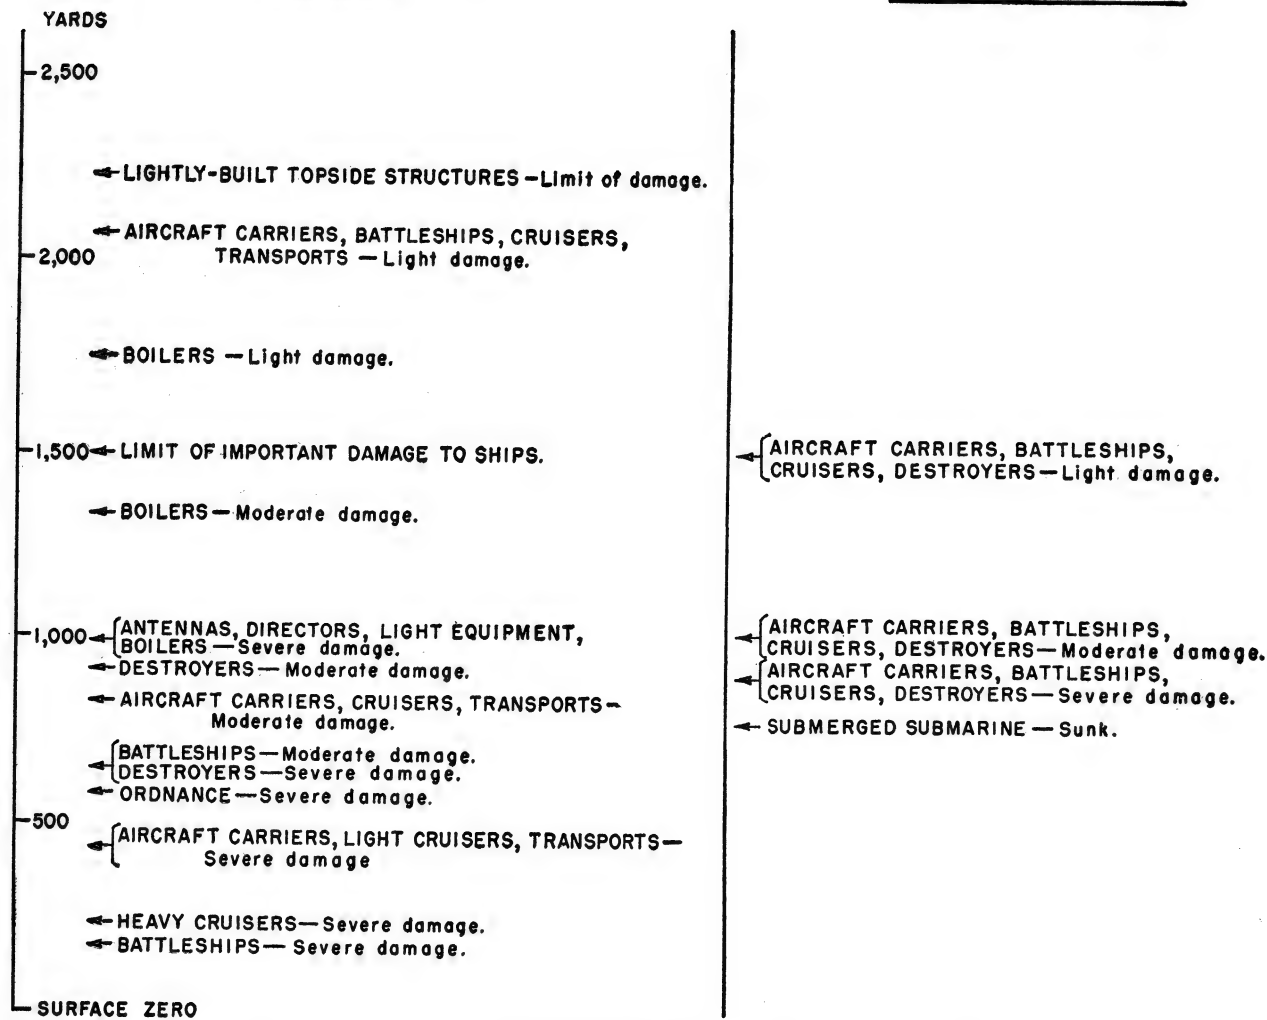 YARDS
2,500
LIGHTLY-BUILT TOPSIDE STRUCTURES—Limit of damage.
AIRCRAFT CARRIERS, BATTLESHIPS, CRUISERS,
TRANSPORTS — Light damage.
2,000
BOILERS — Light damage.
1,500
LIMIT OF IMPORTANT DAMAGE TO SHIPS.
BOILERS — Moderate damage.
1,000
ANTENNAS, DIRECTORS, LIGHT EQUIPMENT,
BOILERS — Severe damage.
DESTROYERS — Moderate damage.
AIRCRAFT CARRIERS, CRUISERS, TRANSPORTS—
Moderate damage.
BATTLESHIPS — Moderate damage.
DESTROYERS — Severe damage.
ORDNANCE — Severe damage.
500
AIRCRAFT CARRIERS, LIGHT CRUISERS, TRANSPORTS—
Severe damage
HEAVY CRUISERS — Severe damage.
BATTLESHIPS — Severe damage.
SURFACE ZERO
AIRCRAFT CARRIERS, BATTLESHIPS,
CRUISERS, DESTROYERS — Light damage.
AIRCRAFT CARRIERS, BATTLESHIPS,
CRUISERS, DESTROYERS — Moderate damage.
AIRCRAFT CARRIERS, BATTLESHIPS,
CRUISERS, DESTROYERS — Severe damage.
SUBMERGED SUBMARINE — Sunk.